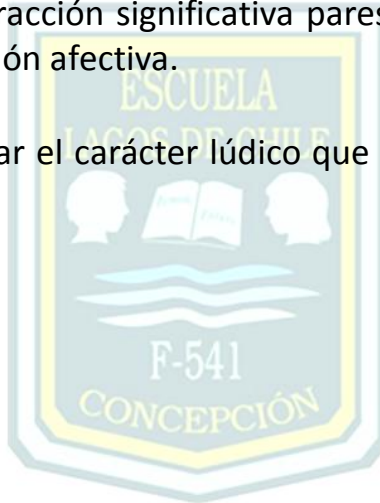 racción significativa pares
ón afectiva.
ESCUELA
LAGOS DE CHILE
ar el carácter lúdico que
F-541
CONCEPCIÓN